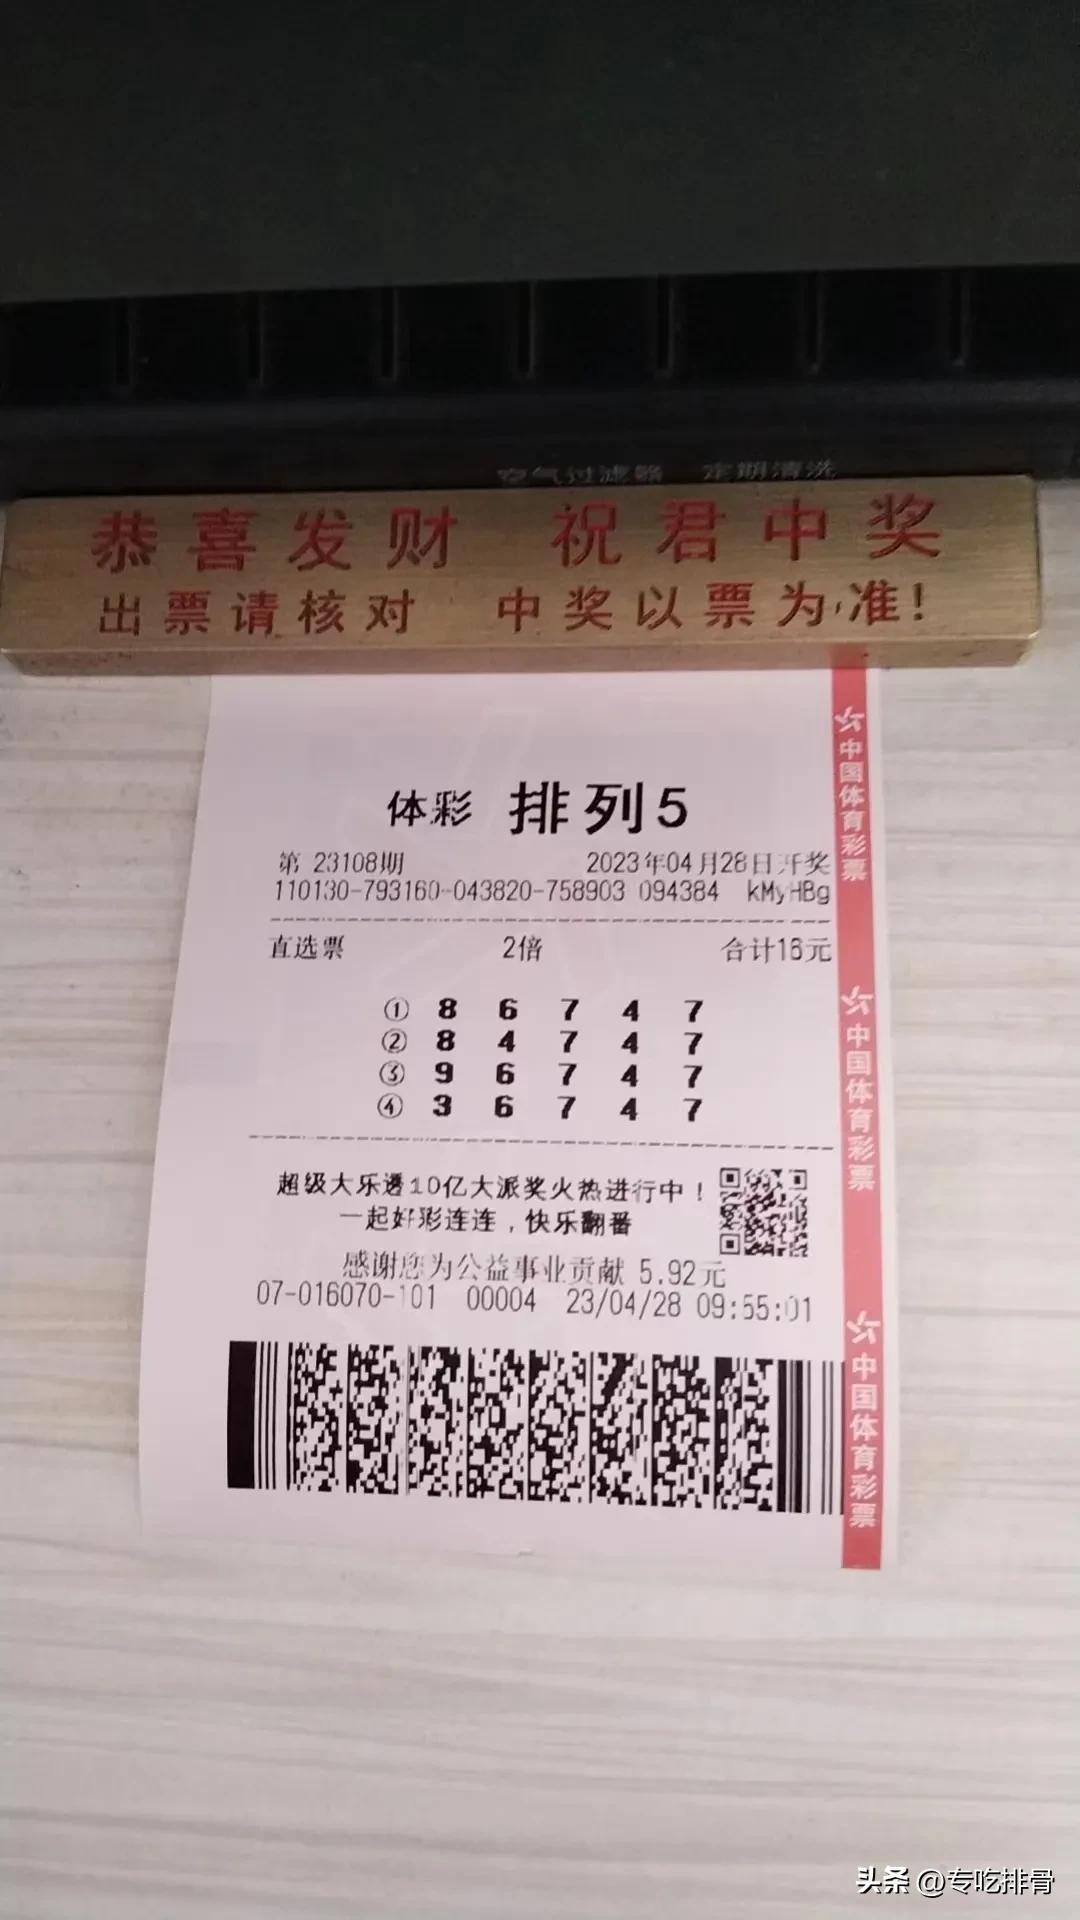 空气过滤器 定期清洗
恭喜发财 祝君中奖
出票请核对 中奖以票为准!
体彩 排列5
第 23108期 2023年04月28日开奖
110130-793160-043820-758903 094384 kMyHBg
直选票 2倍 合计16元
① 8 6 7 4 7
② 8 4 7 4 7
③ 9 6 7 4 7
④ 3 6 7 4 7
超级大乐透10亿大派奖火热进行中！
一起好彩连连，快乐翻番
感谢您为公益事业贡献 5.92元
07-016070-101 00004 23/04/28 09:55:01
中国体育彩票
中国体育彩票
中国体育彩票
头条 @专吃排骨